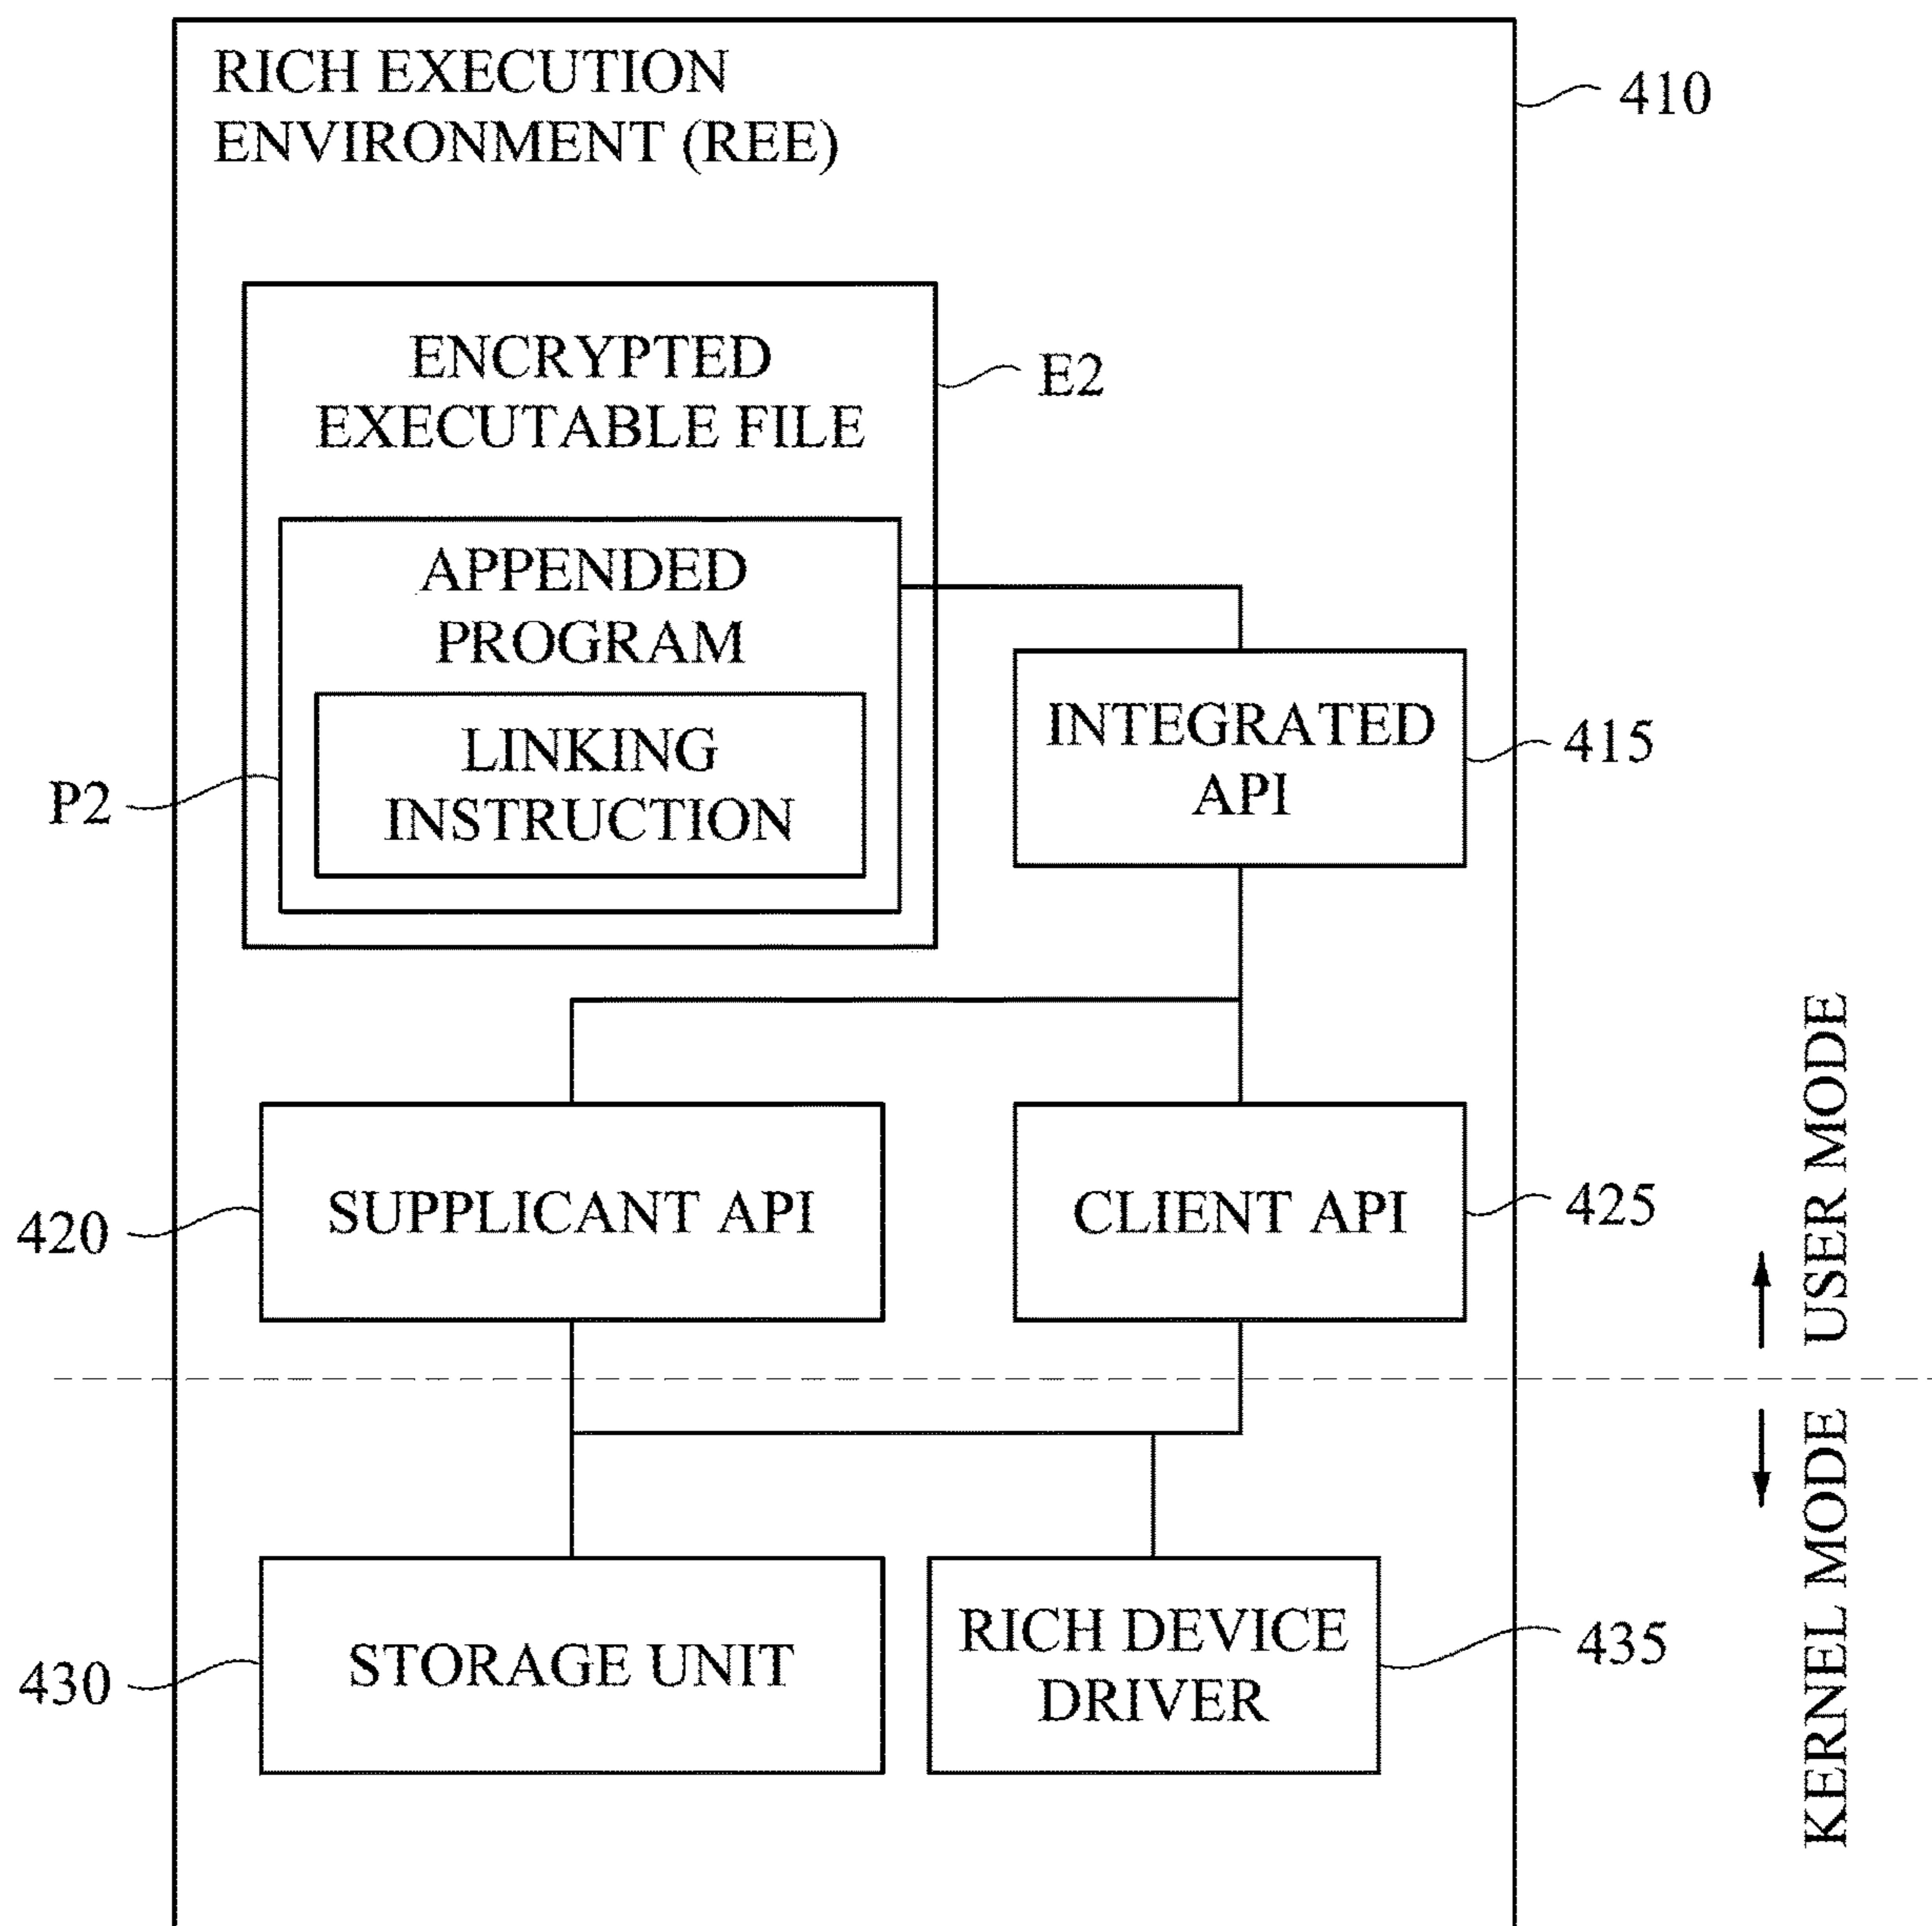 RICH EXECUTION
ENVIRONMENT (REE)
410
ENCRYPTED
EXECUTABLE FILE
E2
APPENDED
PROGRAM
LINKING
INSTRUCTION
P2
INTEGRATED
API
415
SUPPLICANT API
420
CLIENT API
425
USER MODE
KERNEL MODE
STORAGE UNIT
430
RICH DEVICE
DRIVER
435